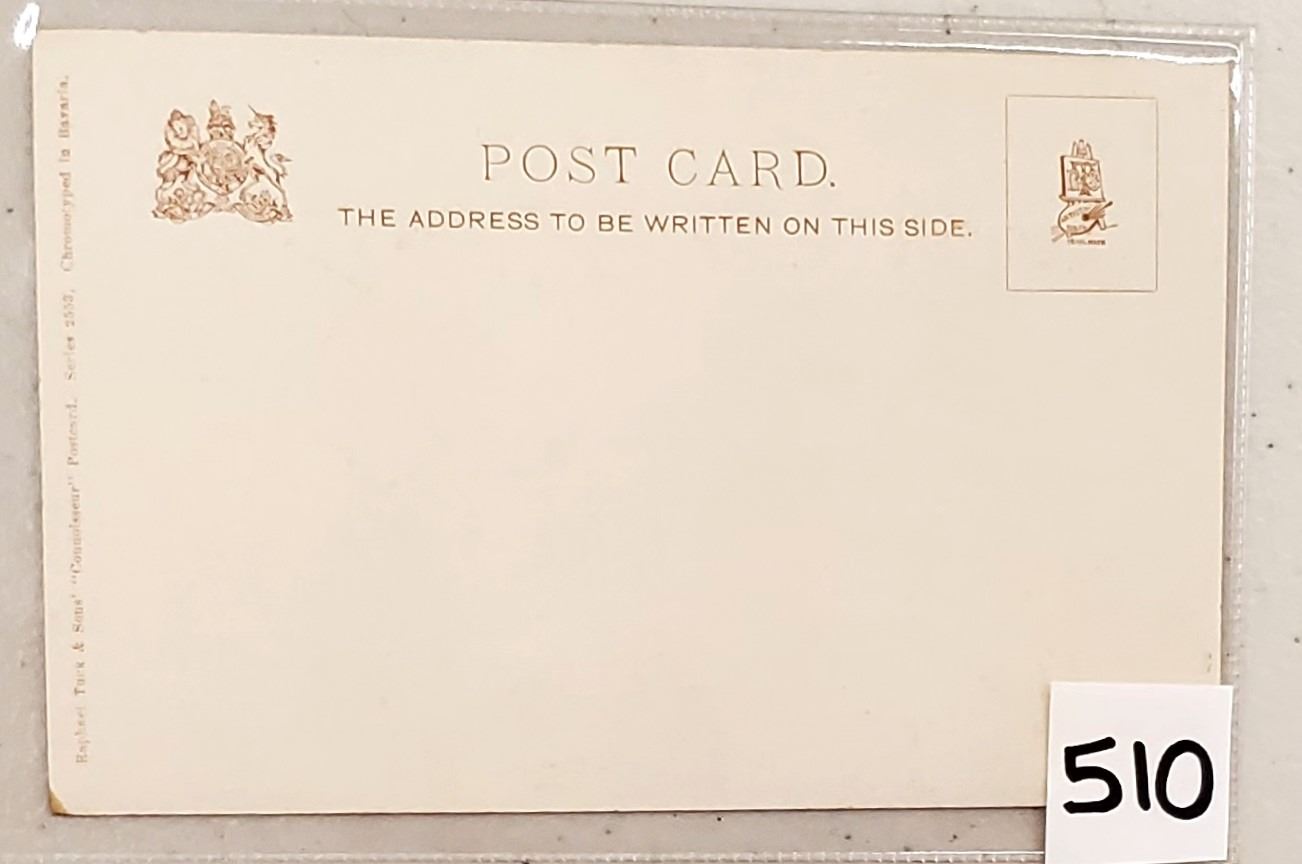 POST CARD.
THE ADDRESS TO BE WRITTEN ON THIS SIDE.
Raphael Tuck & Sons' "Connoisseur" Postcard. Series 2553, Chromotyped in Bavaria.
510